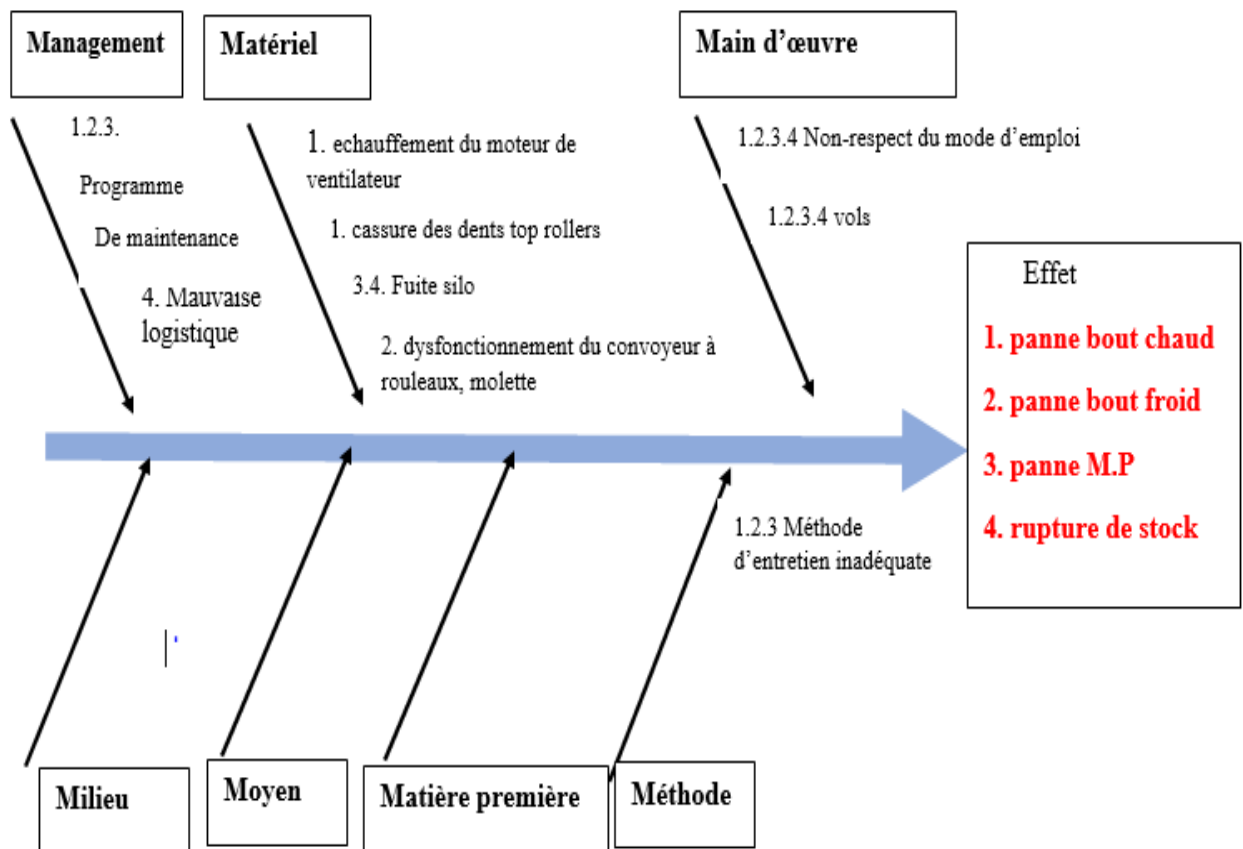 Management
Matériel
Main d’œuvre
1.2.3.
Programme
De maintenance
4. Mauvaise
logistique
1. echauffement du moteur de
ventilateur
1. cassure des dents top rollers
3.4. Fuite silo
2. dysfonctionnement du convoyeur à
rouleaux, molette
1.2.3.4 Non-respect du mode d’emploi
1.2.3.4 vols
Effet
1. panne bout chaud
2. panne bout froid
3. panne M.P
4. rupture de stock
1.2.3 Méthode
d’entretien inadéquate
Milieu
Moyen
Matière première
Méthode